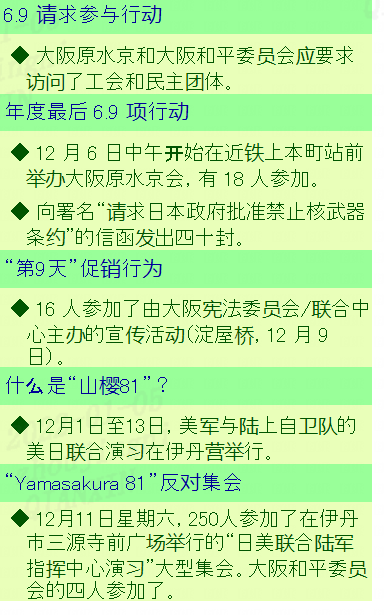 6.9 请求参与行动
◆ 大阪原水京和大阪和平委员会应要求
访问了工会和民主团体。
年度最后 6.9 项行动
◆ 12 月 6 日中午开始在近铁上本町站前
举办大阪原水京会, 有 18 人参加。
◆ 向署名“请求日本政府批准禁止核武器
条约”的信函发出四十封。
“第9天”促销行为
◆ 16 人参加了由大阪宪法委员会/联合中
心主办的宣传活动(淀屋桥, 12 月 9
日)。
什么是“山樱81”?
◆ 12月1日至13日, 美军与陆上自卫队的
美日联合演习在伊丹营举行。
“Yamasakura 81”反对集会
◆ 12月11日星期六, 250人参加了在伊丹
市三源寺前广场举行的“日美联合陆军
指挥中心演习”大型集会。大阪和平委员
会的四人参加了。